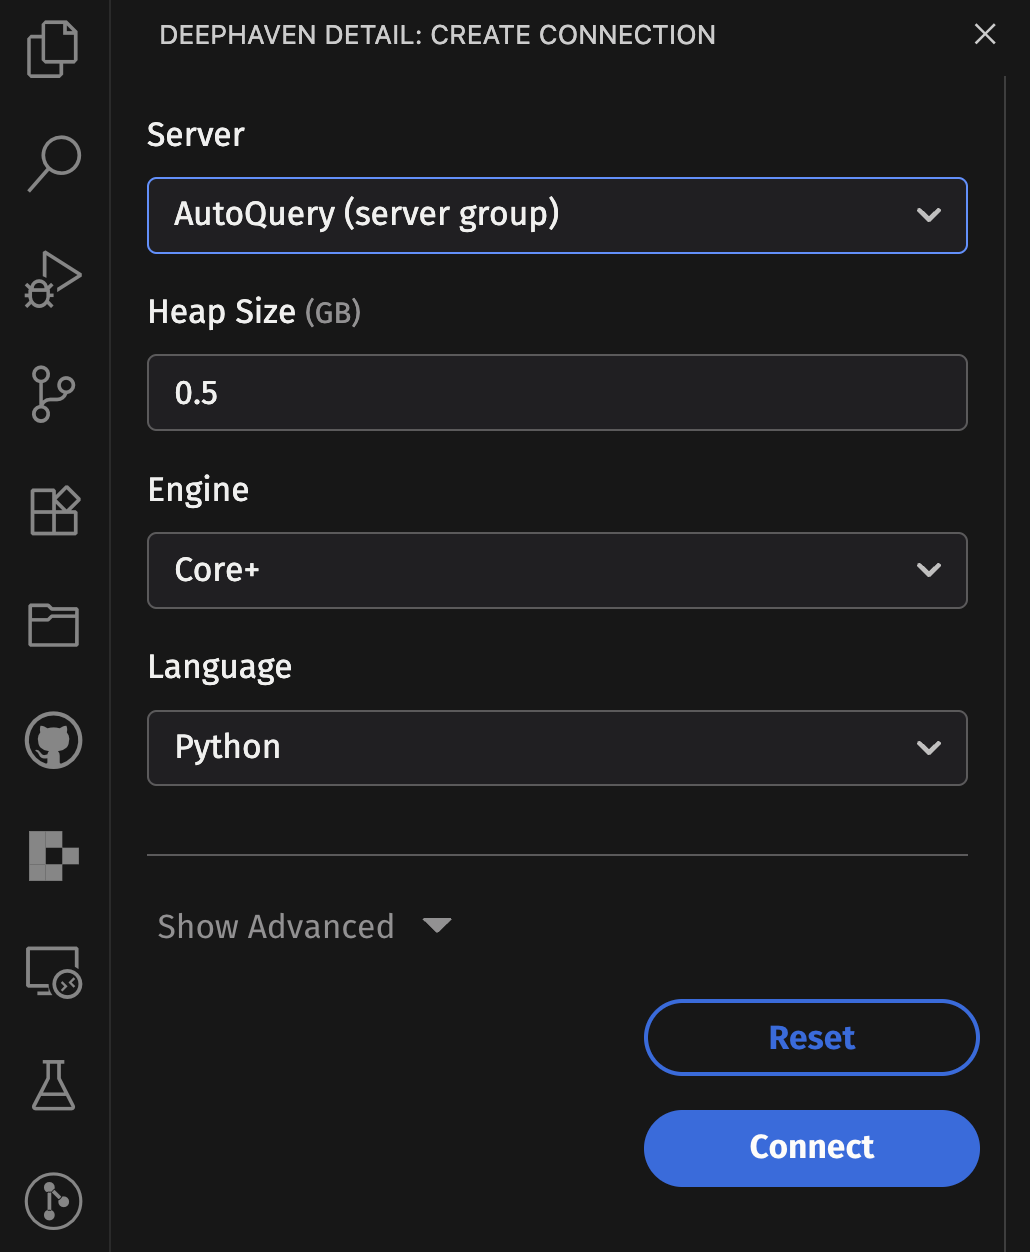 DEEPHAVEN DETAIL: CREATE CONNECTION
Server
AutoQuery (server group)
Heap Size (GB)
0.5
Engine
Core+
Language
Python
Show Advanced
Reset
Connect